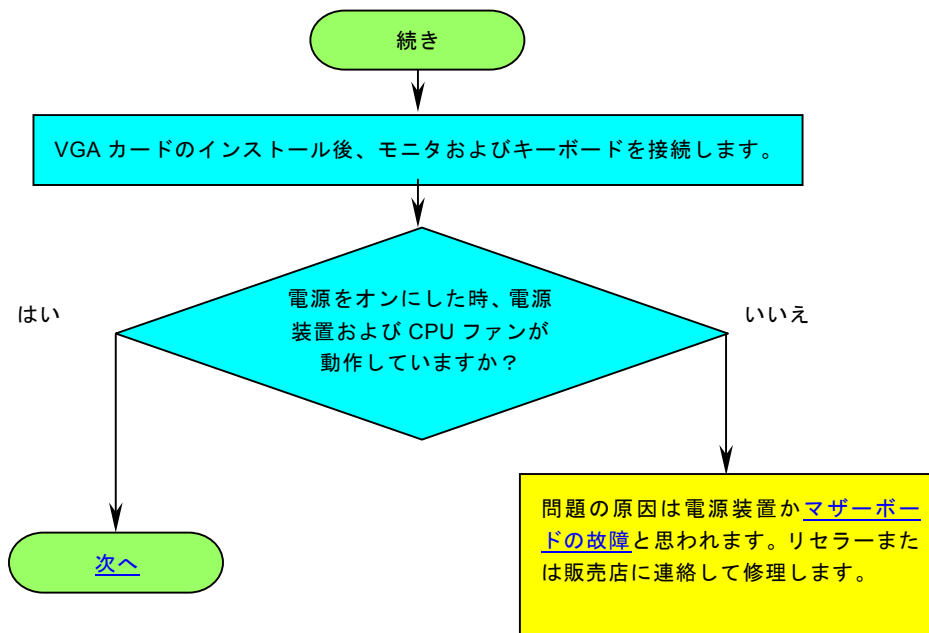 続き
VGA カードのインストール後、モニタおよびキーボードを接続します。
はい
電源をオンにした時、電源
装置および CPU ファンが
動作していますか？
いいえ
問題の原因は電源装置かマザーボー
ドの故障と思われます。リセラーまた
は販売店に連絡して修理します。
次へ